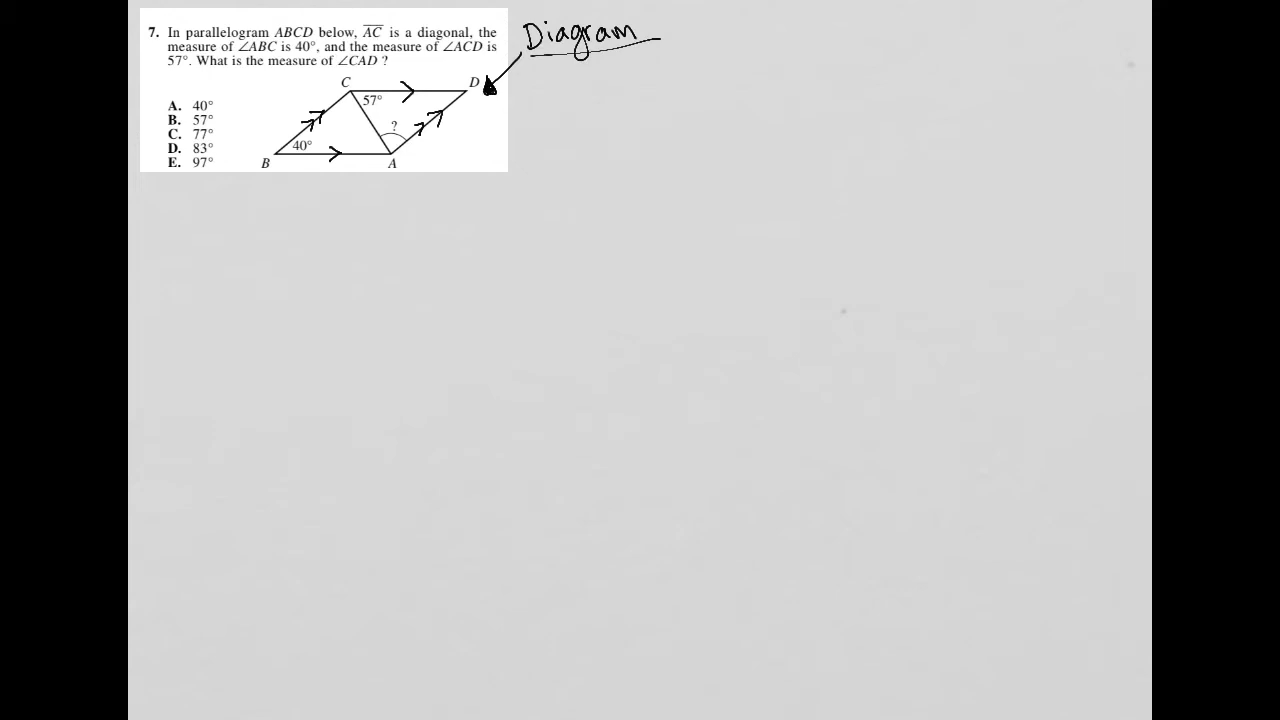 7. In parallelogram ABCD below, AC is a diagonal, the
measure of ∠ABC is 40°, and the measure of ∠ACD is
57°. What is the measure of ∠CAD ?
Diagram
A. 40°
B. 57°
C. 77°
D. 83°
E. 97°
C
D
57°
?
40°
B
A